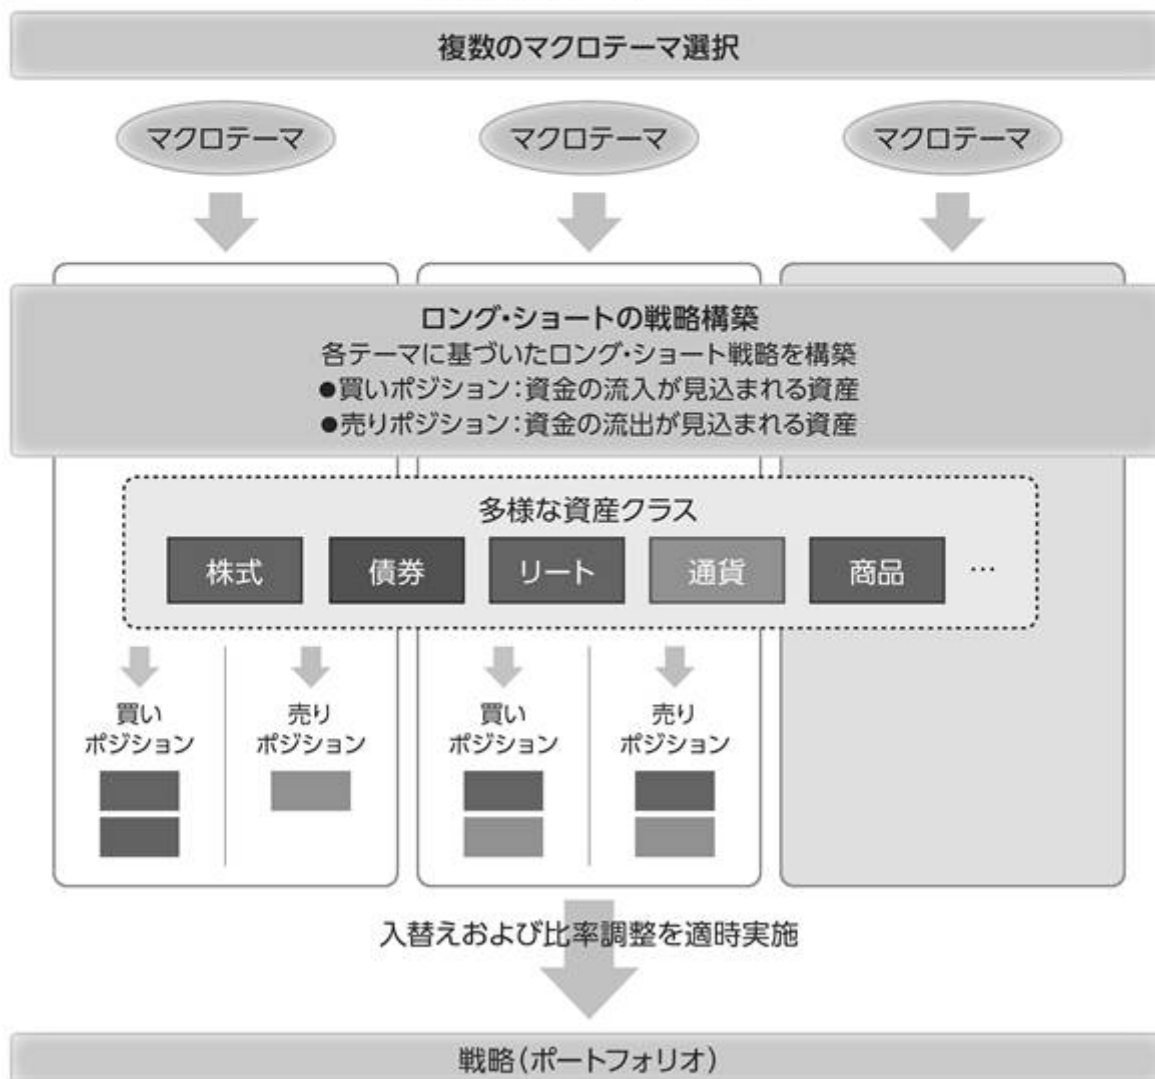 複数のマクロテーマ選択
マクロテーマ
マクロテーマ
マクロテーマ
ロング・ショートの戦略構築
各テーマに基づいたロング・ショート戦略を構築
●買いポジション：資金の流入が見込まれる資産
●売りポジション：資金の流出が見込まれる資産
多様な資産クラス
株式
債券
リート
通貨
商品
…
買い
ポジション
売り
ポジション
買い
ポジション
売り
ポジション
入替えおよび比率調整を適時実施
戦略（ポートフォリオ）